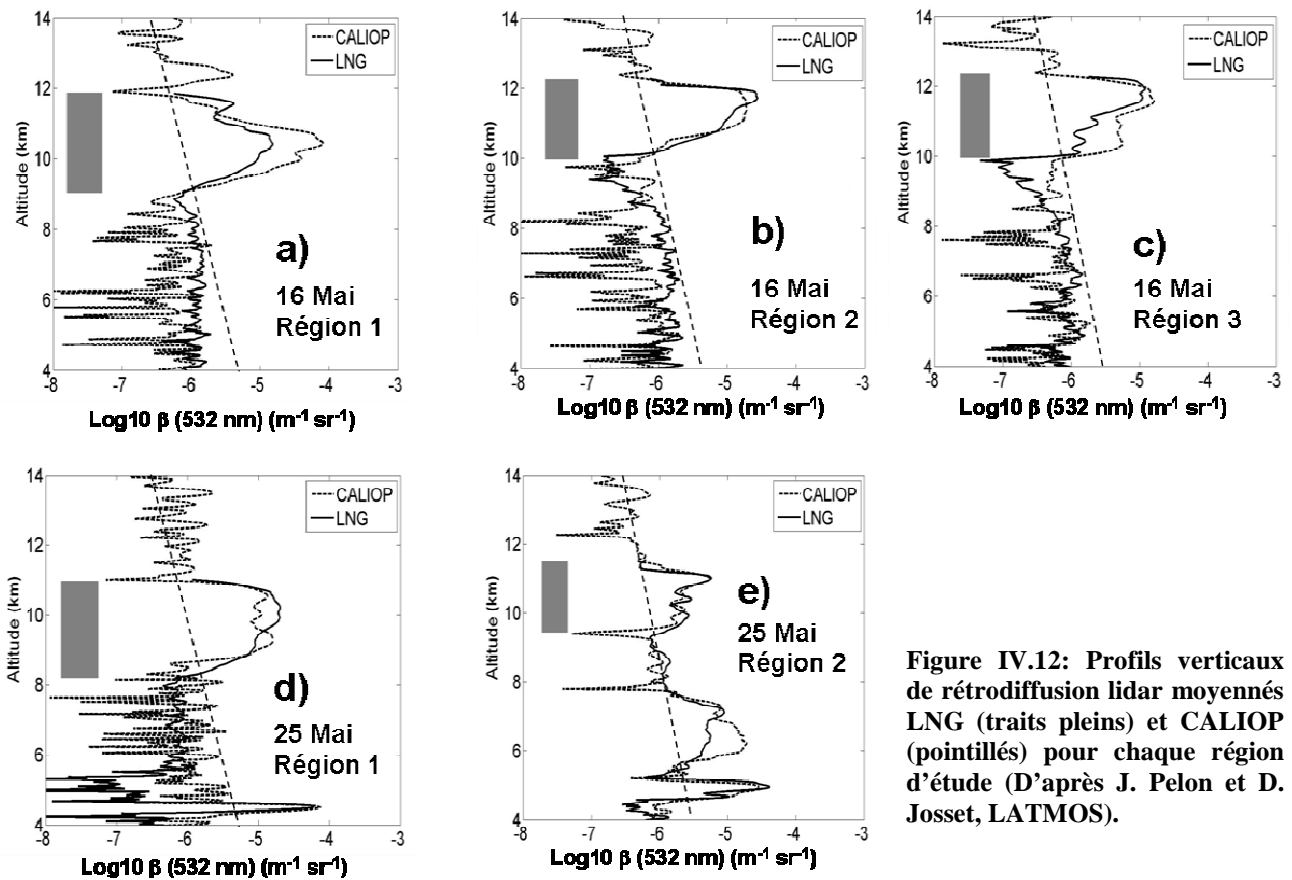 14
12
10
8
6
4
Altitude (km)
CALIOP
LNG
a)
16 Mai
Région 1
-8 -7 -6 -5 -4 -3
Log10 β (532 nm) (m-1 sr-1)
14
12
10
8
6
4
Altitude (km)
CALIOP
LNG
b)
16 Mai
Région 2
-8 -7 -6 -5 -4 -3
Log10 β (532 nm) (m-1 sr-1)
14
12
10
8
6
4
Altitude (km)
CALIOP
LNG
c)
16 Mai
Région 3
-8 -7 -6 -5 -4 -3
Log10 β (532 nm) (m-1 sr-1)
14
12
10
8
6
4
Altitude (km)
CALIOP
LNG
d)
25 Mai
Région 1
-8 -7 -6 -5 -4 -3
Log10 β (532 nm) (m-1 sr-1)
14
12
10
8
6
4
Altitude (km)
CALIOP
LNG
e)
25 Mai
Région 2
-8 -7 -6 -5 -4 -3
Log10 β (532 nm) (m-1 sr-1)
Figure IV.12: Profils verticaux
de rétrodiffusion lidar moyennés
LNG (traits pleins) et CALIOP
(pointillés) pour chaque région
d'étude (D'après J. Pelon et D.
Josset, LATMOS).